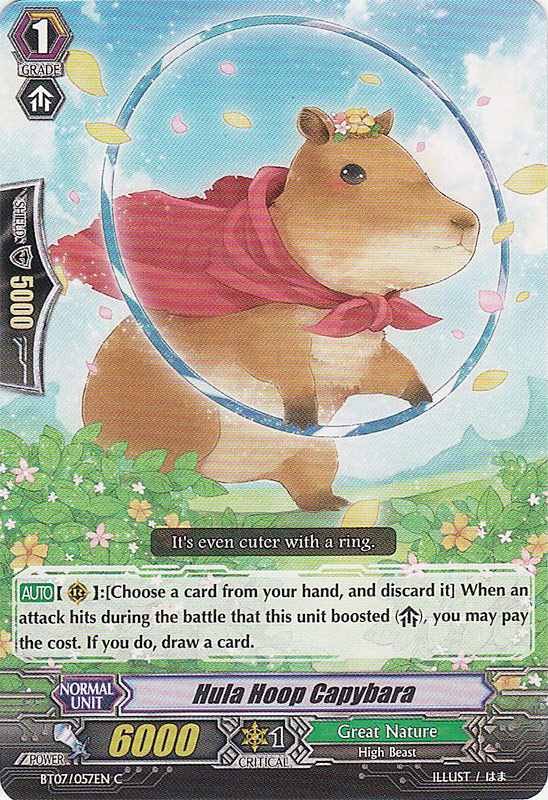 1
GRADE
SHIELD
5000
It's even cuter with a ring.
AUTO【 】:[Choose a card from your hand, and discard it] When an
attack hits during the battle that this unit boosted ( ), you may pay
the cost. If you do, draw a card.
NORMAL
UNIT
Hula Hoop Capybara
POWER
6000
1
CRITICAL
Great Nature
High Beast
BT07/057EN C
ILLUST / はま